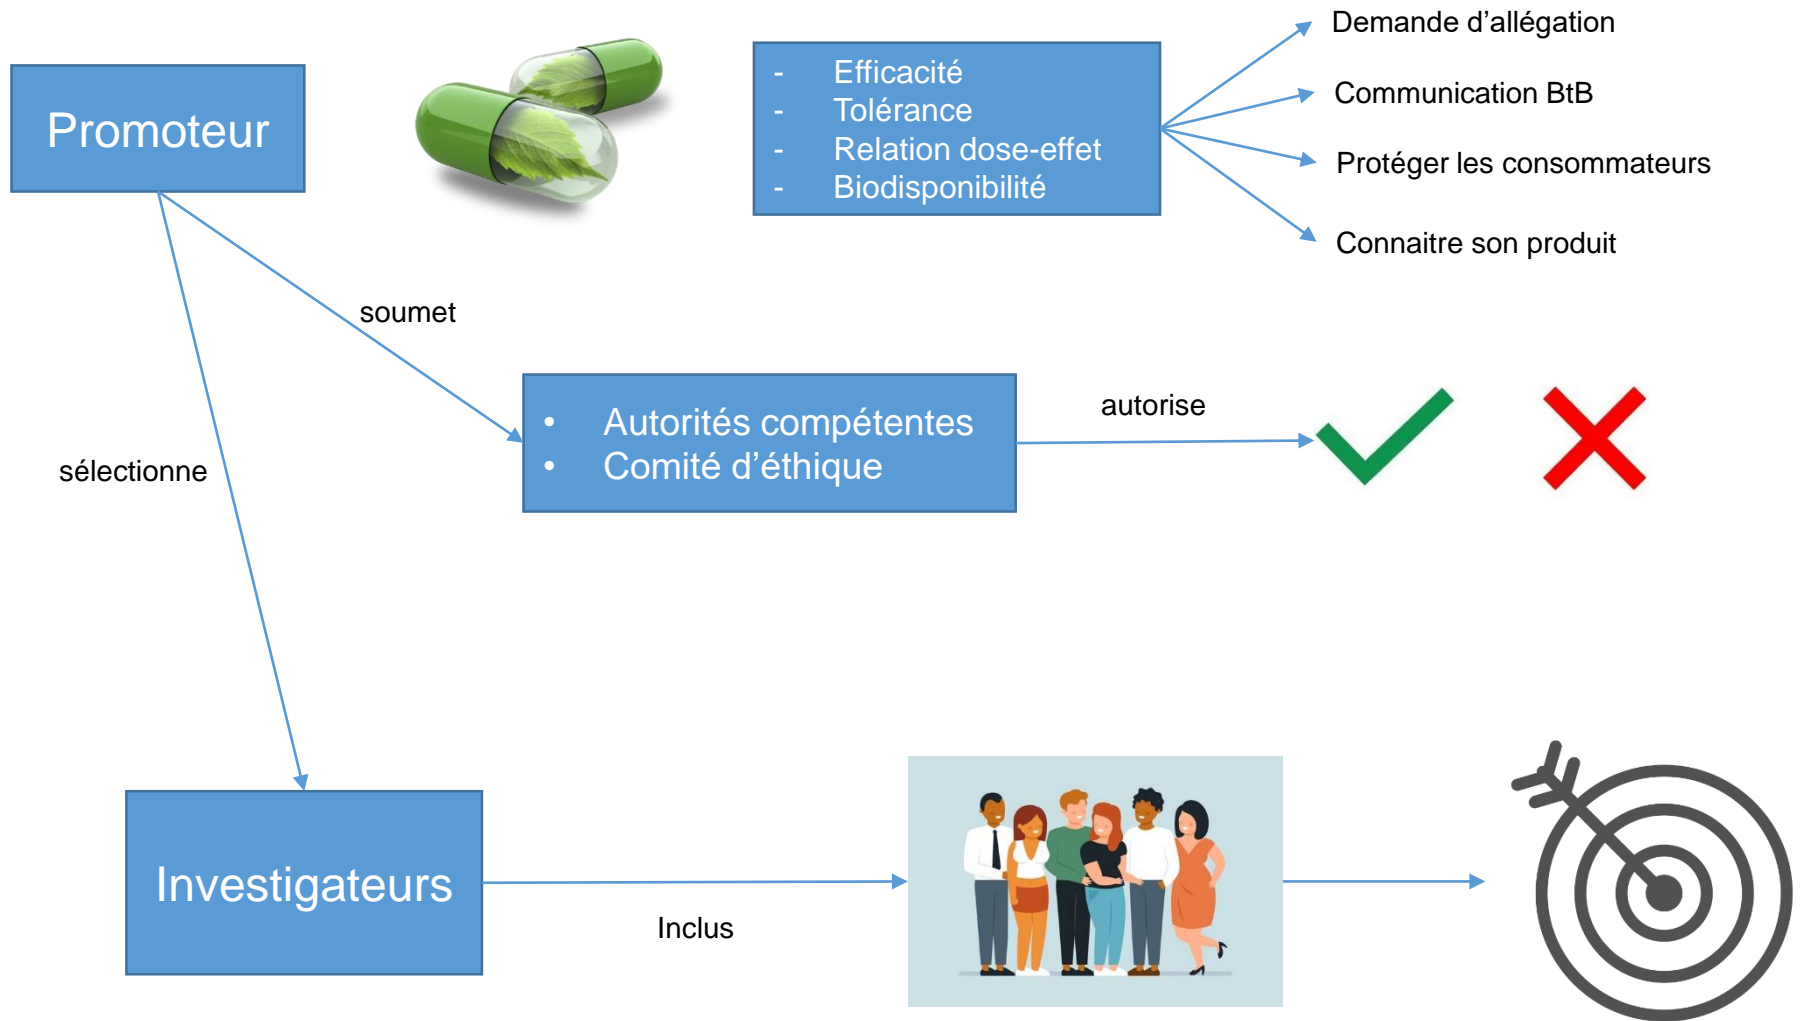 Promoteur
- Efficacité
- Tolérance
- Relation dose-effet
- Biodisponibilité
Demande d'allégation
Communication BtB
Protéger les consommateurs
Connaitre son produit
soumet
• Autorités compétentes
• Comité d'éthique
autorise
sélectionne
Investigateurs
Inclus